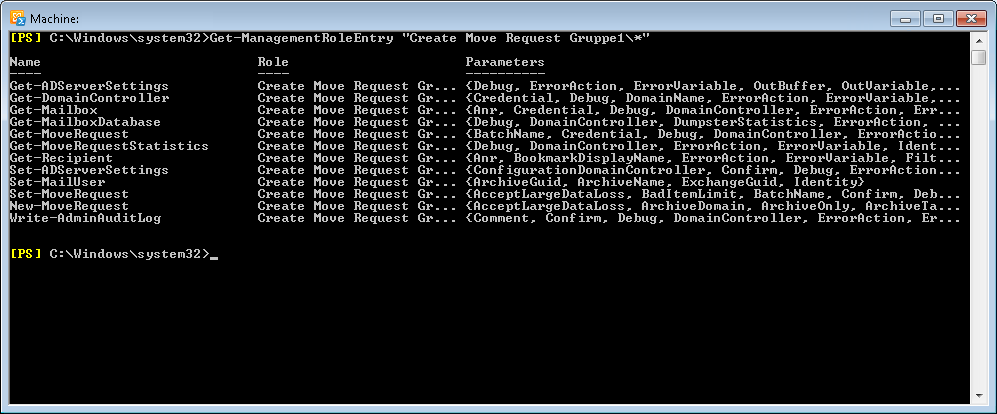 Machine:
[PS] C:\Windows\system32>Get-ManagementRoleEntry "Create Move Request Gruppe1\*"
Name Role Parameters
---- ---- ----------
Get-ADServerSettings Create Move Request Gr... {Debug, ErrorAction, ErrorVariable, OutBuffer, OutVariable,...
Get-DomainController Create Move Request Gr... {Credential, Debug, DomainName, ErrorAction, ErrorVariable,...
Get-Mailbox Create Move Request Gr... {Anr, Credential, Debug, DomainController, ErrorAction, Err...
Get-MailboxDatabase Create Move Request Gr... {Debug, DomainController, DumpsterStatistics, ErrorAction, ...
Get-MoveRequest Create Move Request Gr... {BatchName, Credential, Debug, DomainController, ErrorActio...
Get-MoveRequestStatistics Create Move Request Gr... {Debug, DomainController, ErrorAction, ErrorVariable, Ident...
Get-Recipient Create Move Request Gr... {Anr, BookmarkDisplayName, ErrorAction, ErrorVariable, Filt...
Set-ADServerSettings Create Move Request Gr... {ConfigurationDomainController, Confirm, Debug, ErrorAction...
Set-MailUser Create Move Request Gr... {ArchiveGuid, ArchiveName, ExchangeGuid, Identity}
Set-MoveRequest Create Move Request Gr... {AcceptLargeDataLoss, BadItemLimit, BatchName, Confirm, Deb...
New-MoveRequest Create Move Request Gr... {AcceptLargeDataLoss, ArchiveDomain, ArchiveOnly, ArchiveTa...
Write-AdminAuditLog Create Move Request Gr... {Comment, Confirm, Debug, DomainController, ErrorAction, Er...
[PS] C:\Windows\system32>_